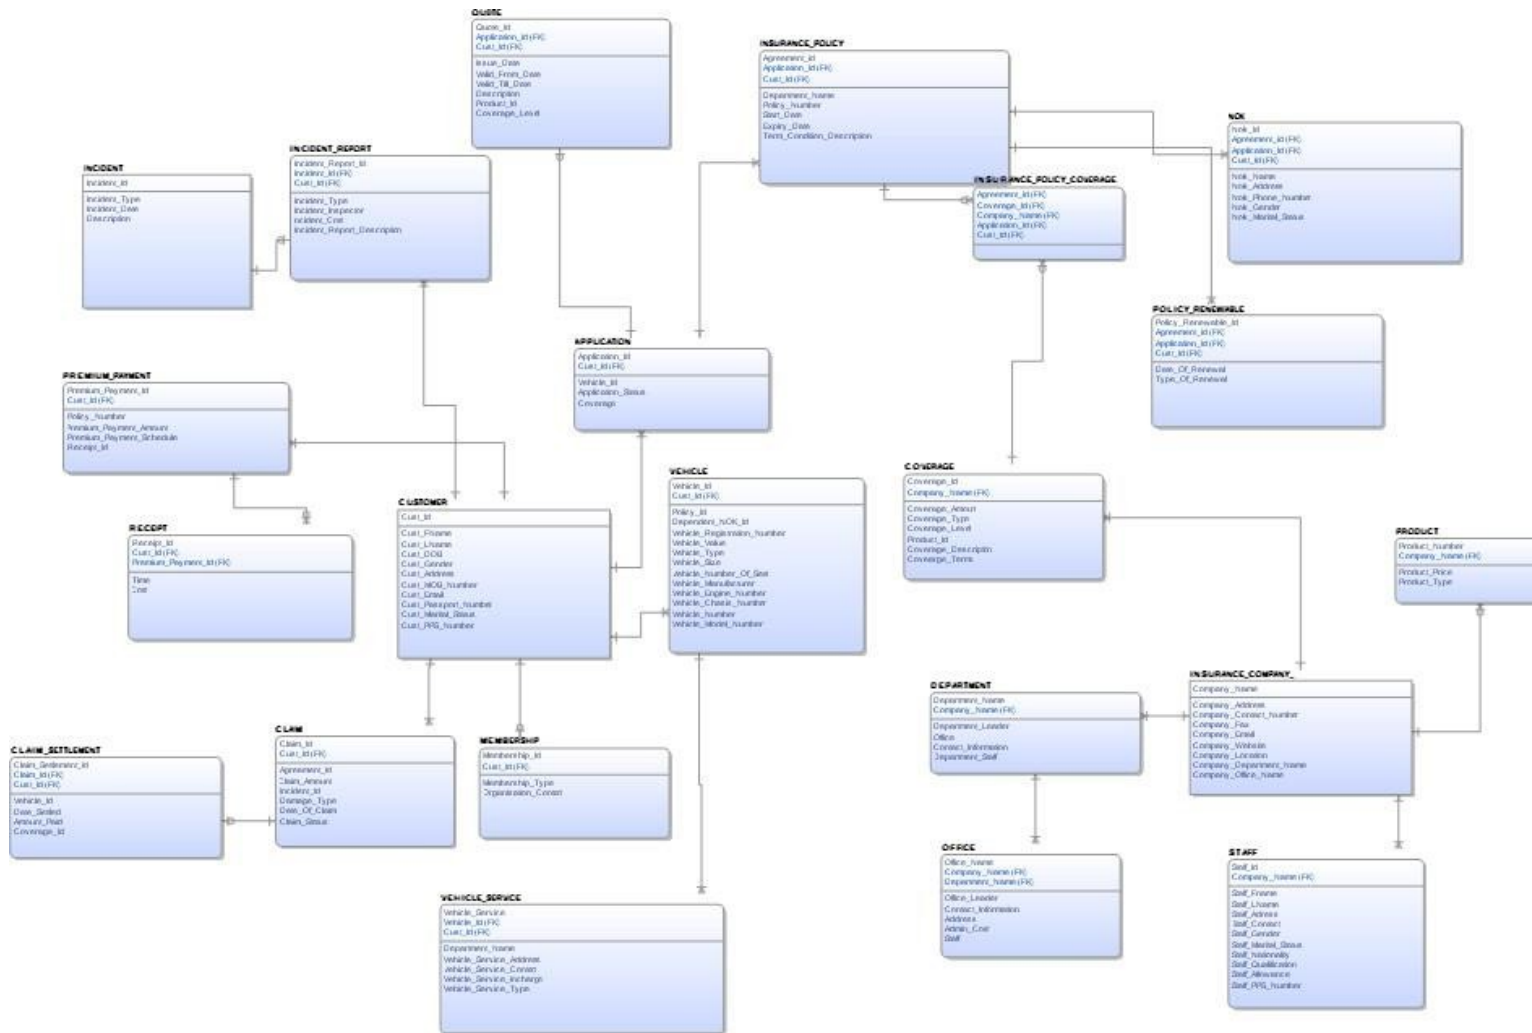 QUOTE
Quote_Id
Application_Id(FK)
Cust_Id(FK)
Issue_Date
Valid_From_Date
Valid_Till_Date
Description
Product_Id
Coverage_Level
INSURANCE_POLICY
Agreement_id
Application_Id(FK)
Cust_Id(FK)
Department_Name
Policy_Number
Start_Date
Expiry_Date
Term_Condition_Description
NOK
Nok_Id
Agreement_id(FK)
Application_Id(FK)
Cust_Id(FK)
Nok_Name
Nok_Address
Nok_Phone_Number
Nok_Gender
Nok_Marital_Status
INCIDENT_REPORT
Incident_Report_Id
Incident_Id(FK)
Cust_Id(FK)
Incident_Type
Incident_Inspector
Incident_Cost
Incident_Report_Description
INCIDENT
Incident_Id
Incident_Type
Incident_Date
Description
INSURANCE_POLICY_COVERAGE
Agreement_id(FK)
Coverage_Id(FK)
Company_Name(FK)
Application_Id(FK)
Cust_Id(FK)
POLICY_RENEWABLE
Policy_Renewable_Id
Agreement_id(FK)
Application_Id(FK)
Cust_Id(FK)
Date_Of_Renewal
Type_Of_Renewal
APPLICATION
Application_Id
Cust_Id(FK)
Vehicle_Id
Application_Status
Coverage
PREMIUM_PAYMENT
Premium_Payment_Id
Cust_Id(FK)
Policy_Number
Premium_Payment_Amount
Premium_Payment_Schedule
Receipt_Id
RECEIPT
Receipt_Id
Cust_Id(FK)
Premium_Payment_Id(FK)
Time
Cost
CUSTOMER
Cust_Id
Cust_Fname
Cust_Lname
Cust_DOB
Cust_Gender
Cust_Address
Cust_MOB_Number
Cust_Email
Cust_Passport_Number
Cust_Marital_Status
Cust_PPS_Number
VEHICLE
Vehicle_Id
Cust_Id(FK)
Policy_Id
Dependent_NOK_Id
Vehicle_Registration_Number
Vehicle_Value
Vehicle_Type
Vehicle_Size
Vehicle_Number_Of_Seat
Vehicle_Manufacturer
Vehicle_Engine_Number
Vehicle_Chasis_Number
Vehicle_Number
Vehicle_Model_Number
COVERAGE
Coverage_Id
Company_Name(FK)
Coverage_Amount
Coverage_Type
Coverage_Level
Product_Id
Coverage_Description
Coverage_Terms
PRODUCT
Product_Number
Company_Name(FK)
Product_Price
Product_Type
DEPARTMENT
Department_Name
Company_Name(FK)
Department_Leader
Office
Contact_Information
Department_Staff
INSURANCE_COMPANY_
Company_Name
Company_Address
Company_Contact_Number
Company_Fax
Company_Email
Company_Website
Company_Location
Company_Department_Name
Company_Office_Name
CLAIM_SETTLEMENT
Claim_Settlement_Id
Claim_Id(FK)
Cust_Id(FK)
Vehicle_Id
Date_Settled
Amount_Paid
Coverage_Id
CLAIM
Claim_Id
Cust_Id(FK)
Agreement_Id
Claim_Amount
Incident_Id
Damage_Type
Date_Of_Claim
Claim_Status
MEMBERSHIP
Membership_Id
Cust_Id(FK)
Membership_Type
Organization_Contact
VEHICLE_SERVICE
Vehicle_Service
Vehicle_Id(FK)
Cust_Id(FK)
Department_Name
Vehicle_Service_Address
Vehicle_Service_Contact
Vehicle_Service_Incharge
Vehicle_Service_Type
OFFICE
Office_Name
Company_Name(FK)
Department_Name(FK)
Office_Leader
Contact_Information
Address
Admin_Cost
Staff
STAFF
Staff_Id
Company_Name(FK)
Staff_Fname
Staff_LName
Staff_Adress
Staff_Contact
Staff_Gender
Staff_Marital_Status
Staff_Nationality
Staff_Qualification
Staff_Allowance
Staff_PPS_Number